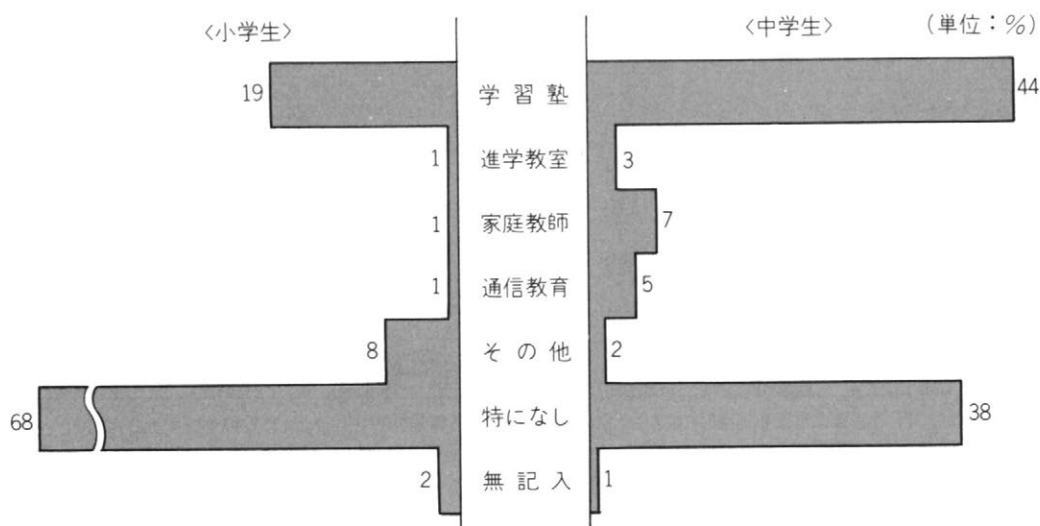 〈小学生〉 〈中学生〉 (単位：%)
19 学習塾 44
1 進学教室 3
1 家庭教師 7
1 通信教育 5
8 その他 2
68 特になし 38
2 無記入 1